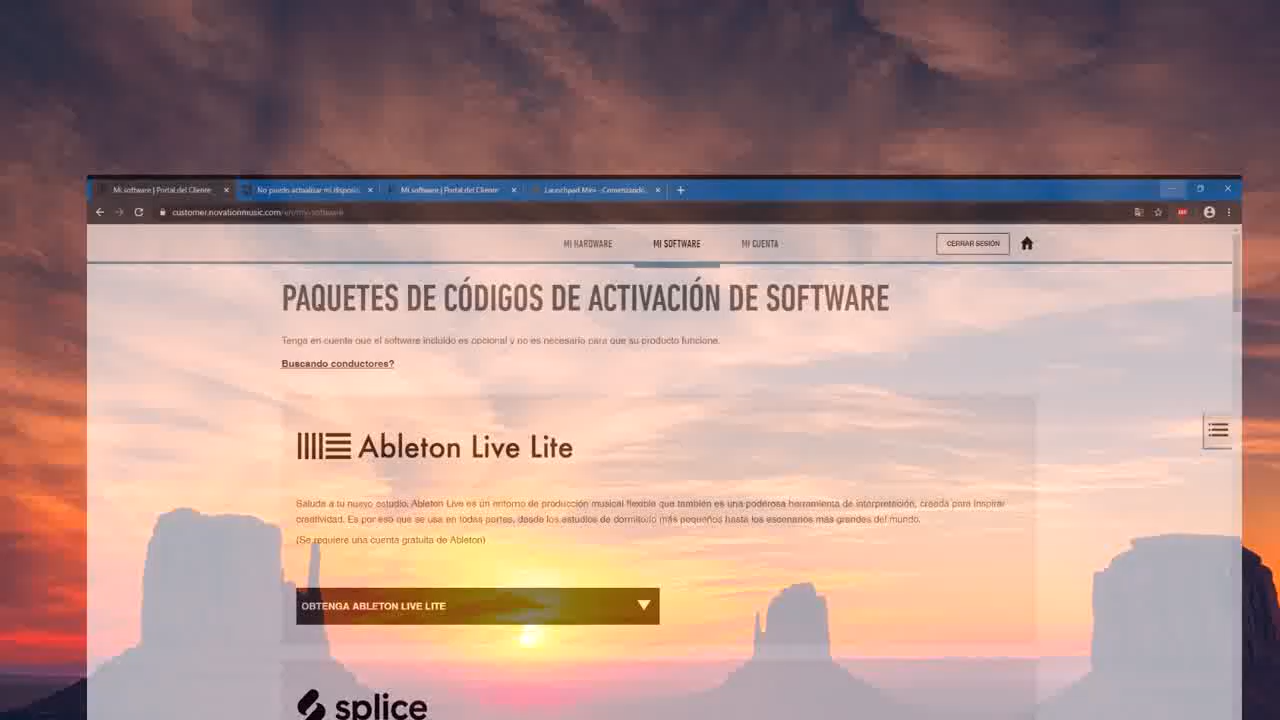 Mi software | Portal del Cliente
No puedo actualizar mi disposi
Mi software | Portal del Cliente
Launchpad Mini - Comenzando
customer.novationmusic.com/en/my-software
MI HARDWARE
MI SOFTWARE
MI CUENTA
CERRAR SESIÓN
PAQUETES DE CÓDIGOS DE ACTIVACIÓN DE SOFTWARE
Tenga en cuenta que el software incluido es opcional y no es necesario para que su producto funcione.
Buscando conductores?
Ableton Live Lite
Saluda a tu nuevo estudio. Ableton Live es un entorno de producción musical flexible que también es una poderosa herramienta de interpretación, creada para inspirar
creatividad. Es por eso que se usa en todas partes, desde los estudios de dormitorio más pequeños hasta los escenarios más grandes del mundo.
(Se requiere una cuenta gratuita de Ableton)
OBTENGA ABLETON LIVE LITE
splice